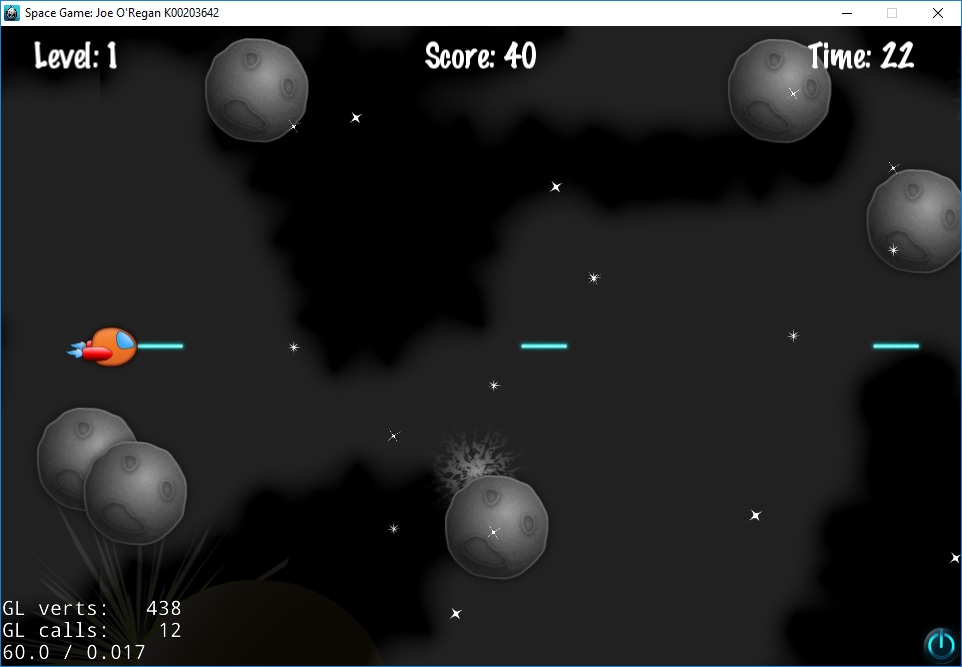 Space Game: Joe O'Regan K00203642
Level: 1 Score: 40 Time: 22
GL verts: 438
GL calls: 12
60.0 / 0.017